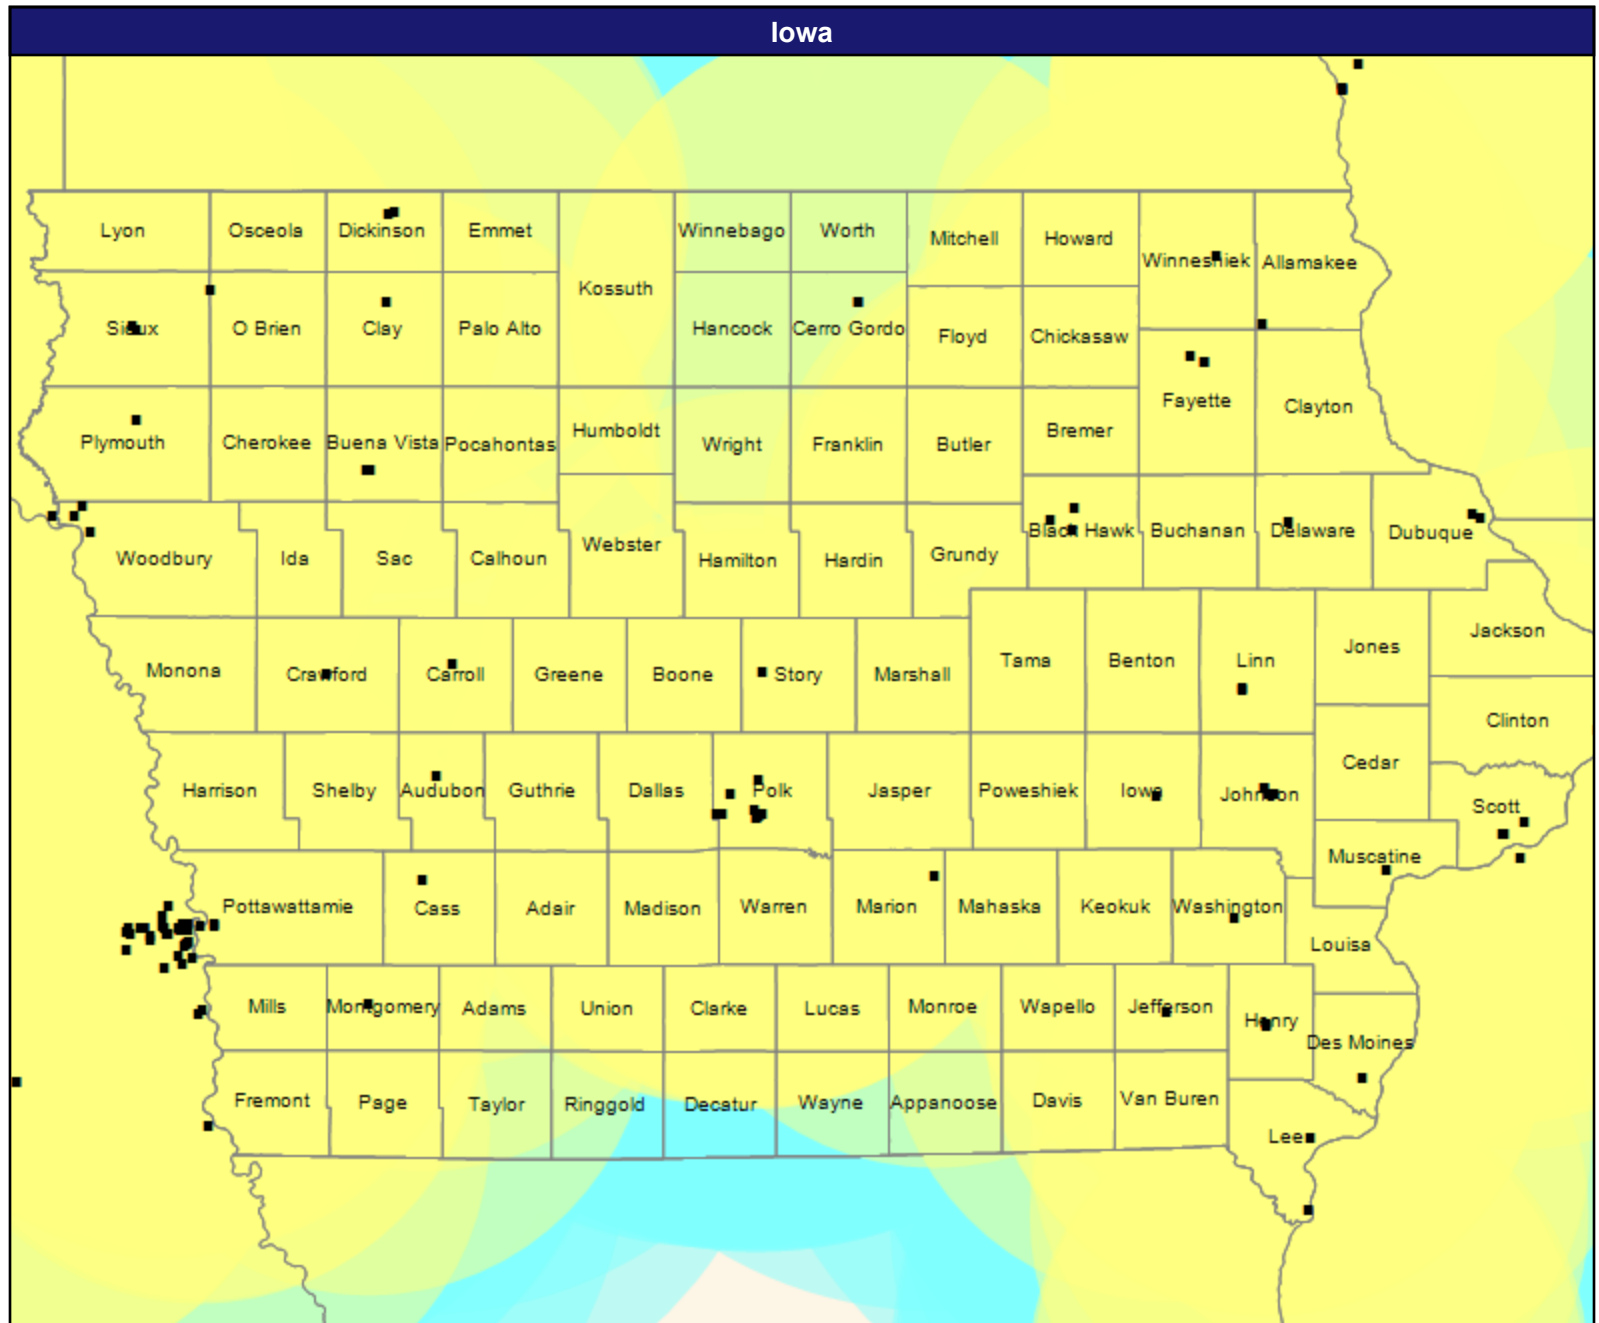 Iowa
Lyon
Osceola
Dickinson
Emmet
Winnebago
Worth
Mitchell
Howard
Winneshiek
Allamakee
Kossuth
Sioux
O Brien
Clay
Palo Alto
Hancock
Cerro Gordo
Floyd
Chickasaw
Fayette
Clayton
Plymouth
Cherokee
Buena Vista
Pocahontas
Humboldt
Wright
Franklin
Butler
Bremer
Woodbury
Ida
Sac
Calhoun
Webster
Hamilton
Hardin
Grundy
Black Hawk
Buchanan
Delaware
Dubuque
Monona
Crawford
Carroll
Greene
Boone
Story
Marshall
Tama
Benton
Linn
Jones
Jackson
Clinton
Cedar
Harrison
Shelby
Audubon
Guthrie
Dallas
Polk
Jasper
Poweshiek
Iowa
Johnson
Scott
Muscatine
Pottawattamie
Cass
Adair
Madison
Warren
Marion
Mahaska
Keokuk
Washington
Louisa
Mills
Montgomery
Adams
Union
Clarke
Lucas
Monroe
Wapello
Jefferson
Henry
Des Moines
Fremont
Page
Taylor
Ringgold
Decatur
Wayne
Appanoose
Davis
Van Buren
Lee